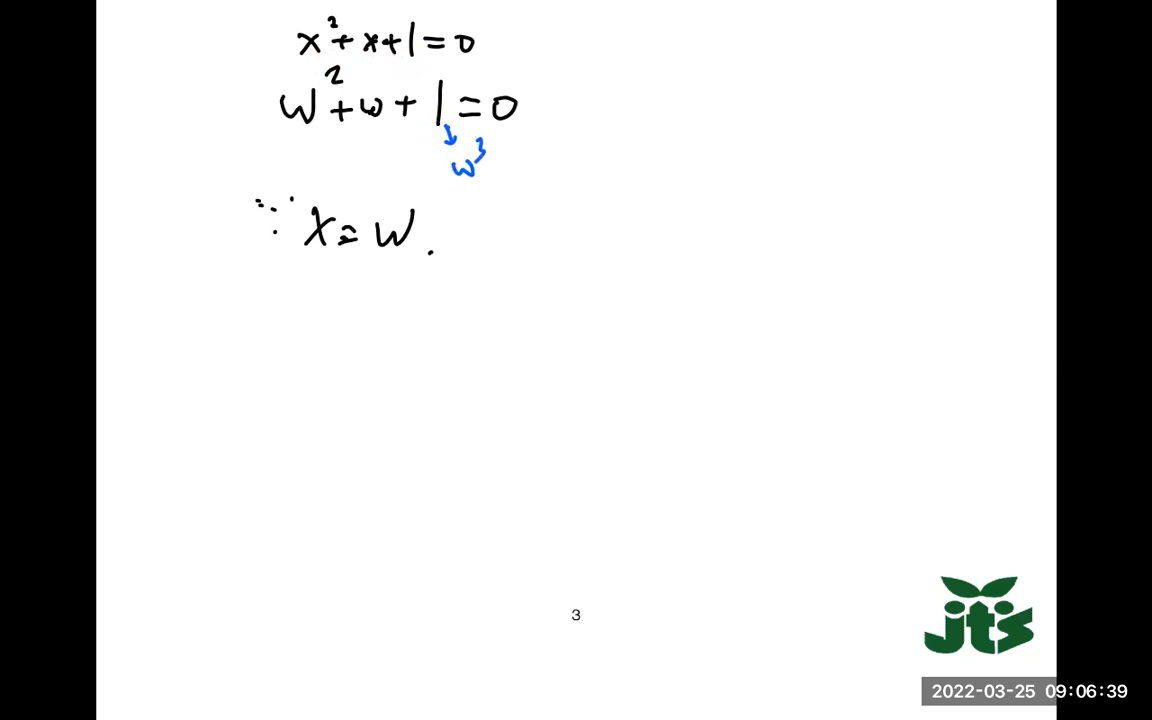 x² + x + 1 = 0
w² + w + 1 = 0
w³
∵ x = w.
3
jts
2022-03-25 09:06:39